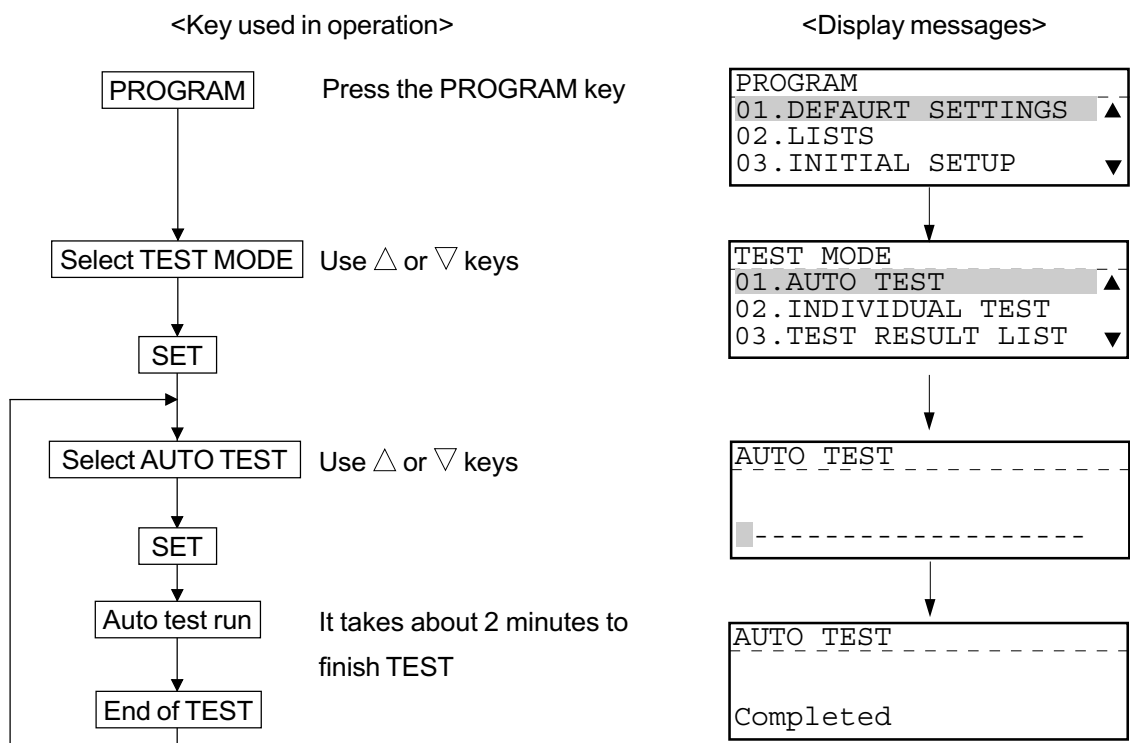 <Key used in operation>
<Display messages>
PROGRAM
Press the PROGRAM key
PROGRAM
01.DEFAURT SETTINGS ▲
02.LISTS
03.INITIAL SETUP ▼
Select TEST MODE
Use △ or ▽ keys
TEST MODE
01.AUTO TEST ▲
02.INDIVIDUAL TEST
03.TEST RESULT LIST ▼
SET
Select AUTO TEST
Use △ or ▽ keys
AUTO TEST
-------------------
SET
Auto test run
It takes about 2 minutes to
finish TEST
End of TEST
AUTO TEST
Completed